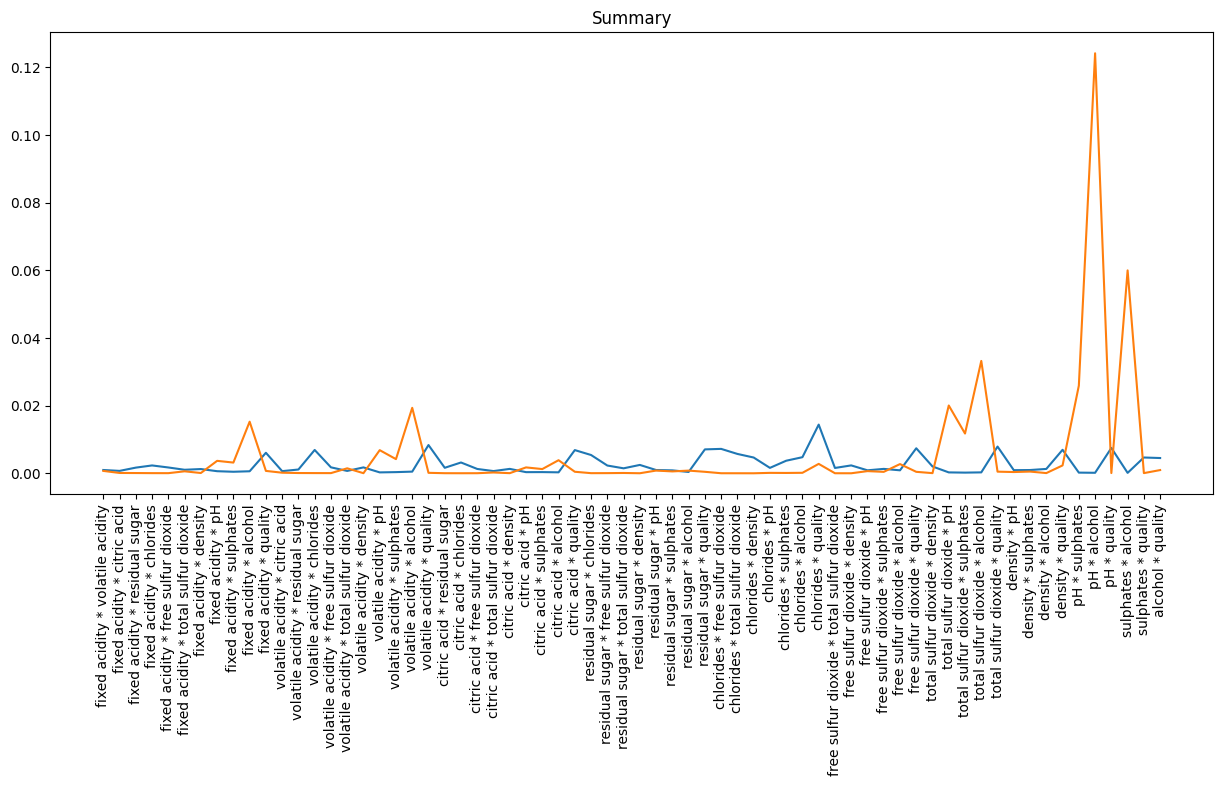 Summary
0.12
0.10
0.08
0.06
0.04
0.02
0.00
fixed acidity * volatile acidity
fixed acidity * citric acid
fixed acidity * residual sugar
fixed acidity * chlorides
fixed acidity * free sulfur dioxide
fixed acidity * total sulfur dioxide
fixed acidity * density
fixed acidity * pH
fixed acidity * sulphates
fixed acidity * alcohol
fixed acidity * quality
volatile acidity * citric acid
volatile acidity * residual sugar
volatile acidity * chlorides
volatile acidity * free sulfur dioxide
volatile acidity * total sulfur dioxide
volatile acidity * density
volatile acidity * pH
volatile acidity * sulphates
volatile acidity * alcohol
volatile acidity * quality
citric acid * residual sugar
citric acid * chlorides
citric acid * free sulfur dioxide
citric acid * total sulfur dioxide
citric acid * density
citric acid * pH
citric acid * sulphates
citric acid * alcohol
citric acid * quality
residual sugar * chlorides
residual sugar * free sulfur dioxide
residual sugar * total sulfur dioxide
residual sugar * density
residual sugar * pH
residual sugar * sulphates
residual sugar * alcohol
residual sugar * quality
chlorides * free sulfur dioxide
chlorides * total sulfur dioxide
chlorides * density
chlorides * pH
chlorides * sulphates
chlorides * alcohol
chlorides * quality
free sulfur dioxide * total sulfur dioxide
free sulfur dioxide * density
free sulfur dioxide * pH
free sulfur dioxide * sulphates
free sulfur dioxide * alcohol
free sulfur dioxide * quality
total sulfur dioxide * density
total sulfur dioxide * pH
total sulfur dioxide * sulphates
total sulfur dioxide * alcohol
total sulfur dioxide * quality
density * pH
density * sulphates
density * alcohol
density * quality
pH * sulphates
pH * alcohol
pH * quality
sulphates * alcohol
sulphates * quality
alcohol * quality